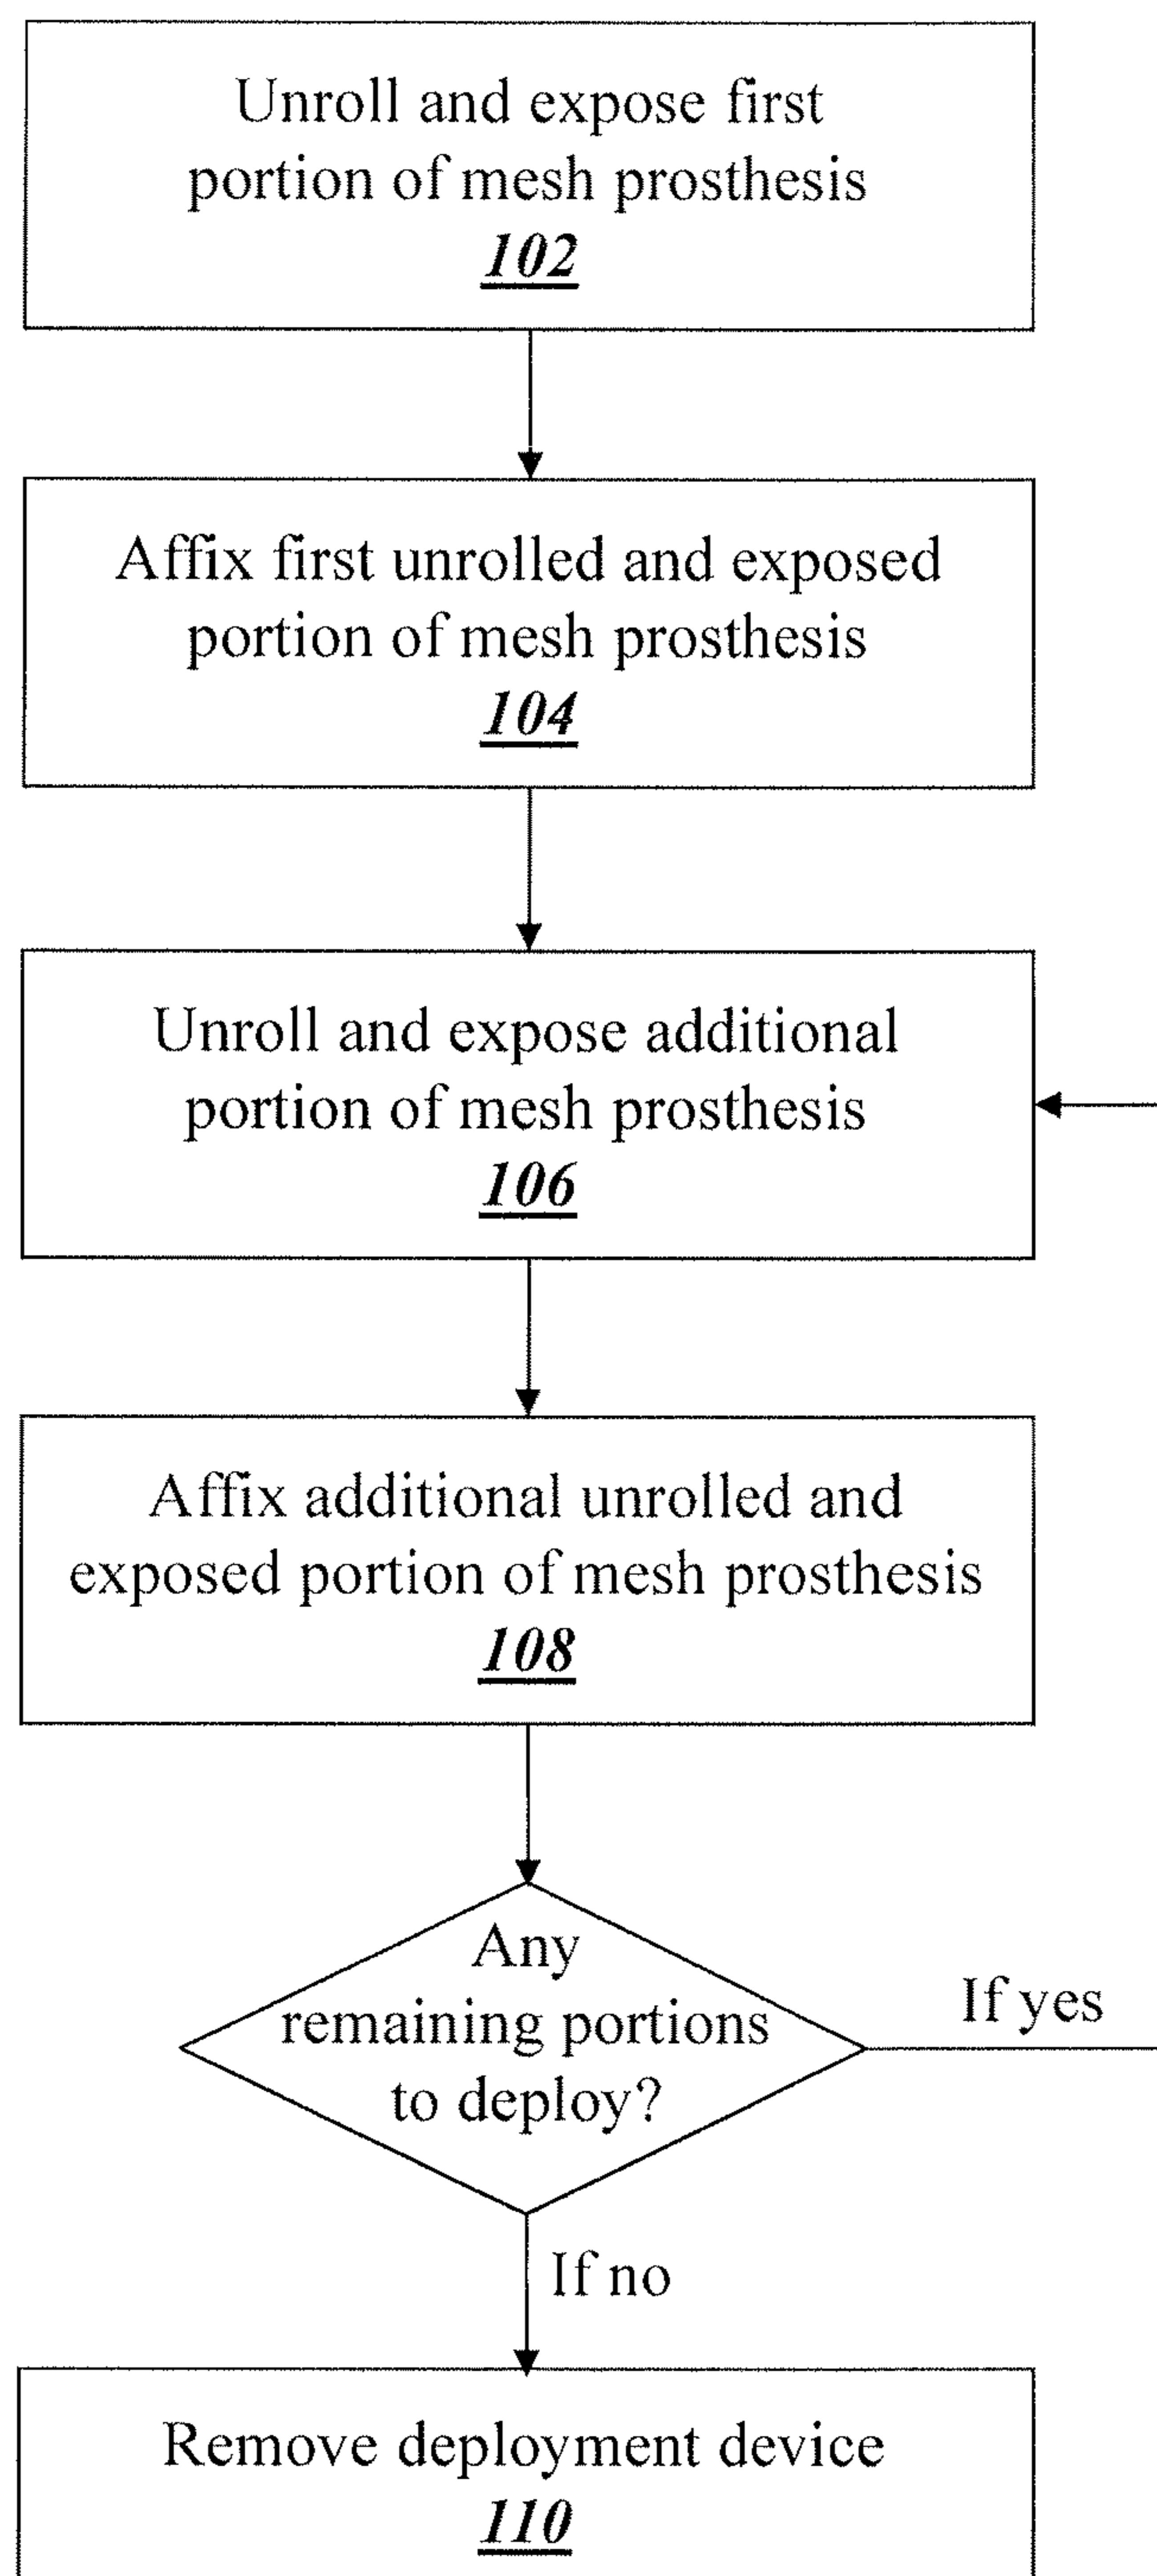 Unroll and expose first
portion of mesh prosthesis
102
Affix first unrolled and exposed
portion of mesh prosthesis
104
Unroll and expose additional
portion of mesh prosthesis
106
Affix additional unrolled and
exposed portion of mesh prosthesis
108
Any
remaining portions
to deploy?
If yes
If no
Remove deployment device
110